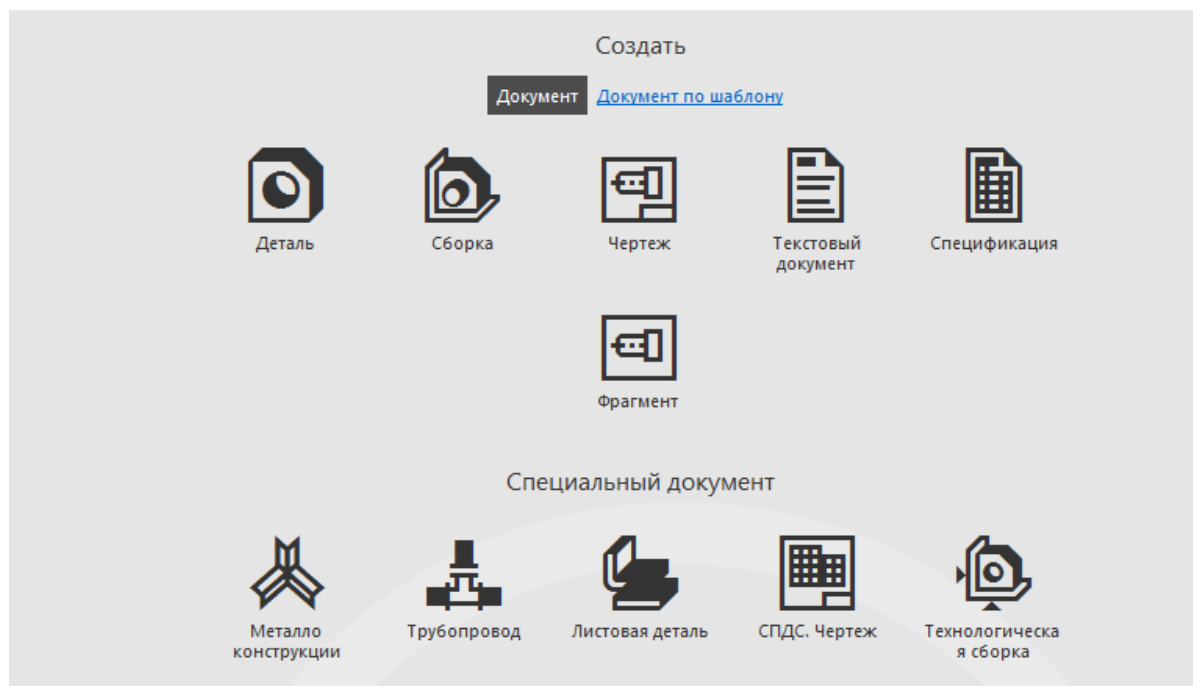 Создать
Документ Документ по шаблону
Деталь Сборка Чертеж Текстовый документ Спецификация
Фрагмент
Специальный документ
Металло конструкции Трубопровод Листовая деталь СПДС. Чертеж Технологическа я сборка